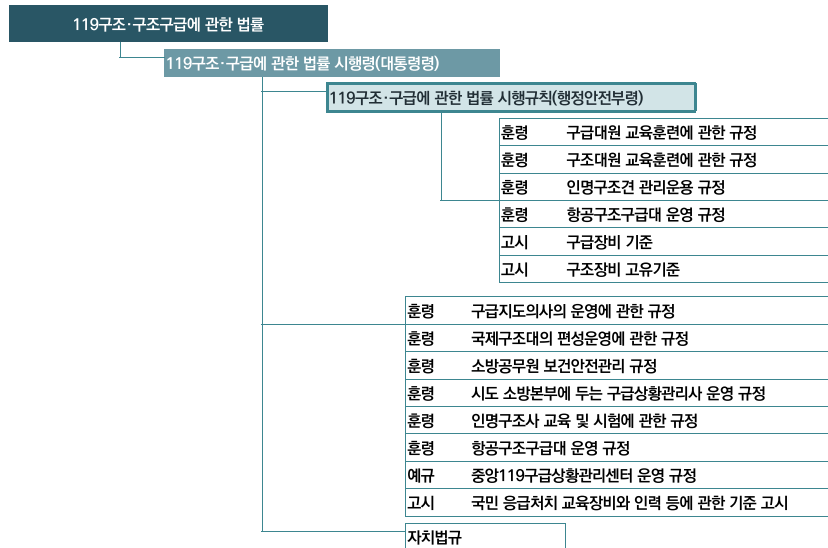 119구조·구조구급에 관한 법률
119구조·구급에 관한 법률 시행령(대통령령)
119구조·구급에 관한 법률 시행규칙(행정안전부령)
훈령 구급대원 교육훈련에 관한 규정
훈령 구조대원 교육훈련에 관한 규정
훈령 인명구조견 관리운용 규정
훈령 항공구조구급대 운영 규정
고시 구급장비 기준
고시 구조장비 고유기준
훈령 구급지도의사의 운영에 관한 규정
훈령 국제구조대의 편성운영에 관한 규정
훈령 소방공무원 보건안전관리 규정
훈령 시도 소방본부에 두는 구급상황관리사 운영 규정
훈령 인명구조사 교육 및 시험에 관한 규정
훈령 항공구조구급대 운영 규정
예규 중앙119구급상황관리센터 운영 규정
고시 국민 응급처치 교육장비와 인력 등에 관한 기준 고시
자치법규